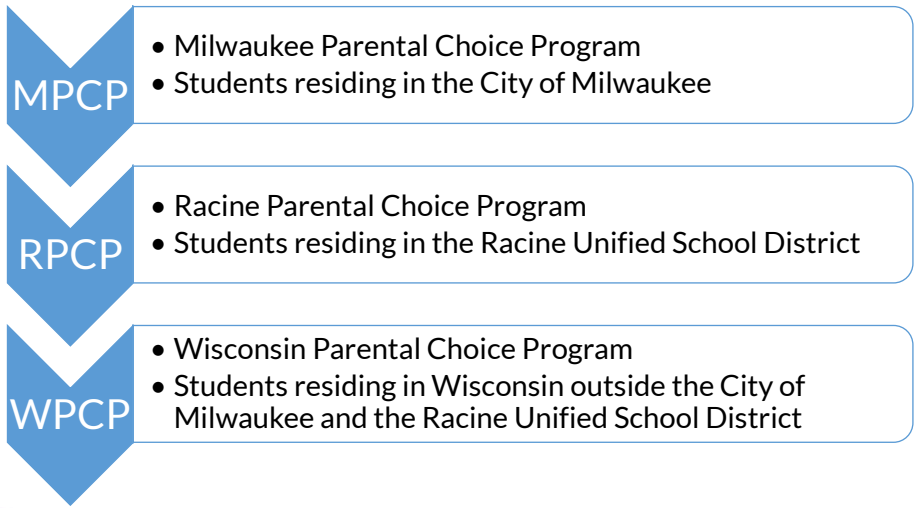 MPCP
• Milwaukee Parental Choice Program
• Students residing in the City of Milwaukee
RPCP
• Racine Parental Choice Program
• Students residing in the Racine Unified School District
WPCP
• Wisconsin Parental Choice Program
• Students residing in Wisconsin outside the City of
Milwaukee and the Racine Unified School District